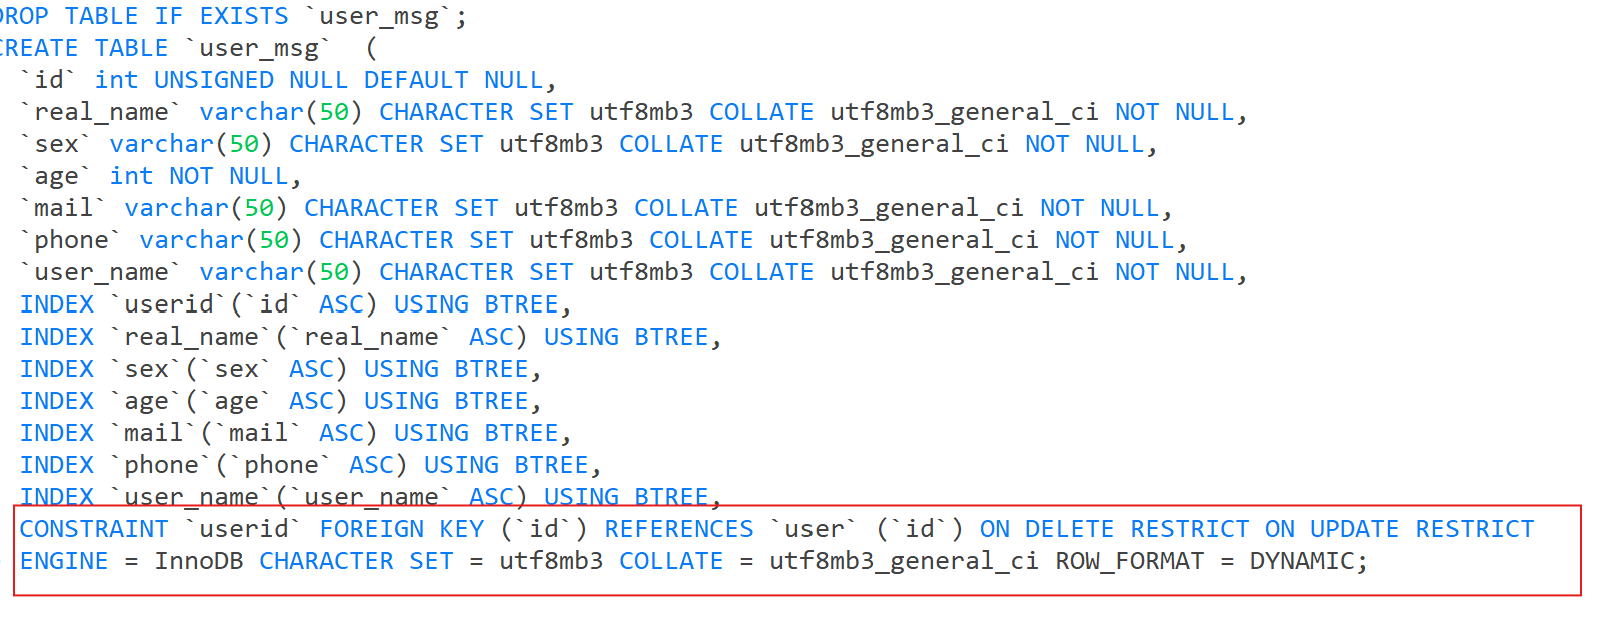 DROP TABLE IF EXISTS `user_msg`;
CREATE TABLE `user_msg`  (
  `id` int UNSIGNED NULL DEFAULT NULL,
  `real_name` varchar(50) CHARACTER SET utf8mb3 COLLATE utf8mb3_general_ci NOT NULL,
  `sex` varchar(50) CHARACTER SET utf8mb3 COLLATE utf8mb3_general_ci NOT NULL,
  `age` int NOT NULL,
  `mail` varchar(50) CHARACTER SET utf8mb3 COLLATE utf8mb3_general_ci NOT NULL,
  `phone` varchar(50) CHARACTER SET utf8mb3 COLLATE utf8mb3_general_ci NOT NULL,
  `user_name` varchar(50) CHARACTER SET utf8mb3 COLLATE utf8mb3_general_ci NOT NULL,
  INDEX `userid`(`id` ASC) USING BTREE,
  INDEX `real_name`(`real_name` ASC) USING BTREE,
  INDEX `sex`(`sex` ASC) USING BTREE,
  INDEX `age`(`age` ASC) USING BTREE,
  INDEX `mail`(`mail` ASC) USING BTREE,
  INDEX `phone`(`phone` ASC) USING BTREE,
  INDEX `user_name`(`user_name` ASC) USING BTREE,
  CONSTRAINT `userid` FOREIGN KEY (`id`) REFERENCES `user` (`id`) ON DELETE RESTRICT ON UPDATE RESTRICT
  ENGINE = InnoDB CHARACTER SET = utf8mb3 COLLATE = utf8mb3_general_ci ROW_FORMAT = DYNAMIC;